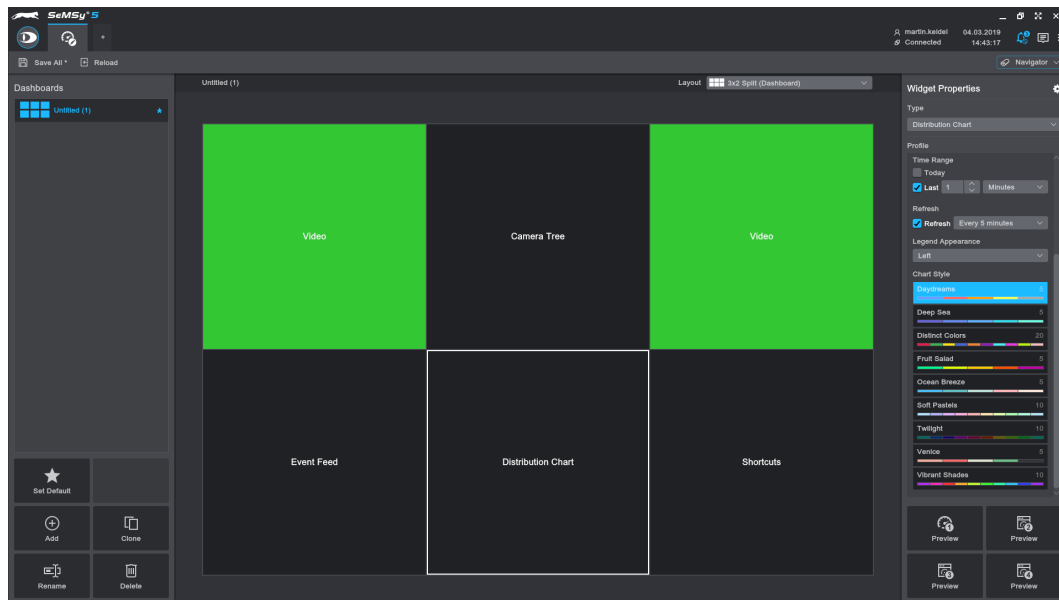 SeMSy® 5
martin.keidel 04.03.2019
Connected 14:43:17
Save All * Reload
Navigator
Dashboards
Untitled (1)
Untitled (1)
Layout 3x2 Split (Dashboard)
Video
Camera Tree
Video
Event Feed
Distribution Chart
Shortcuts
Set Default
Add
Clone
Rename
Delete
Widget Properties
Type
Distribution Chart
Profile
Time Range
Today
Last 1 Minutes
Refresh
Refresh Every 5 minutes
Legend Appearance
Left
Chart Style
Daydreams 5
Deep Sea 5
Distinct Colors 20
Fruit Salad 5
Ocean Breeze 5
Soft Pastels 10
Twilight 10
Venice 5
Vibrant Shades 10
1 Preview
2 Preview
3 Preview
4 Preview